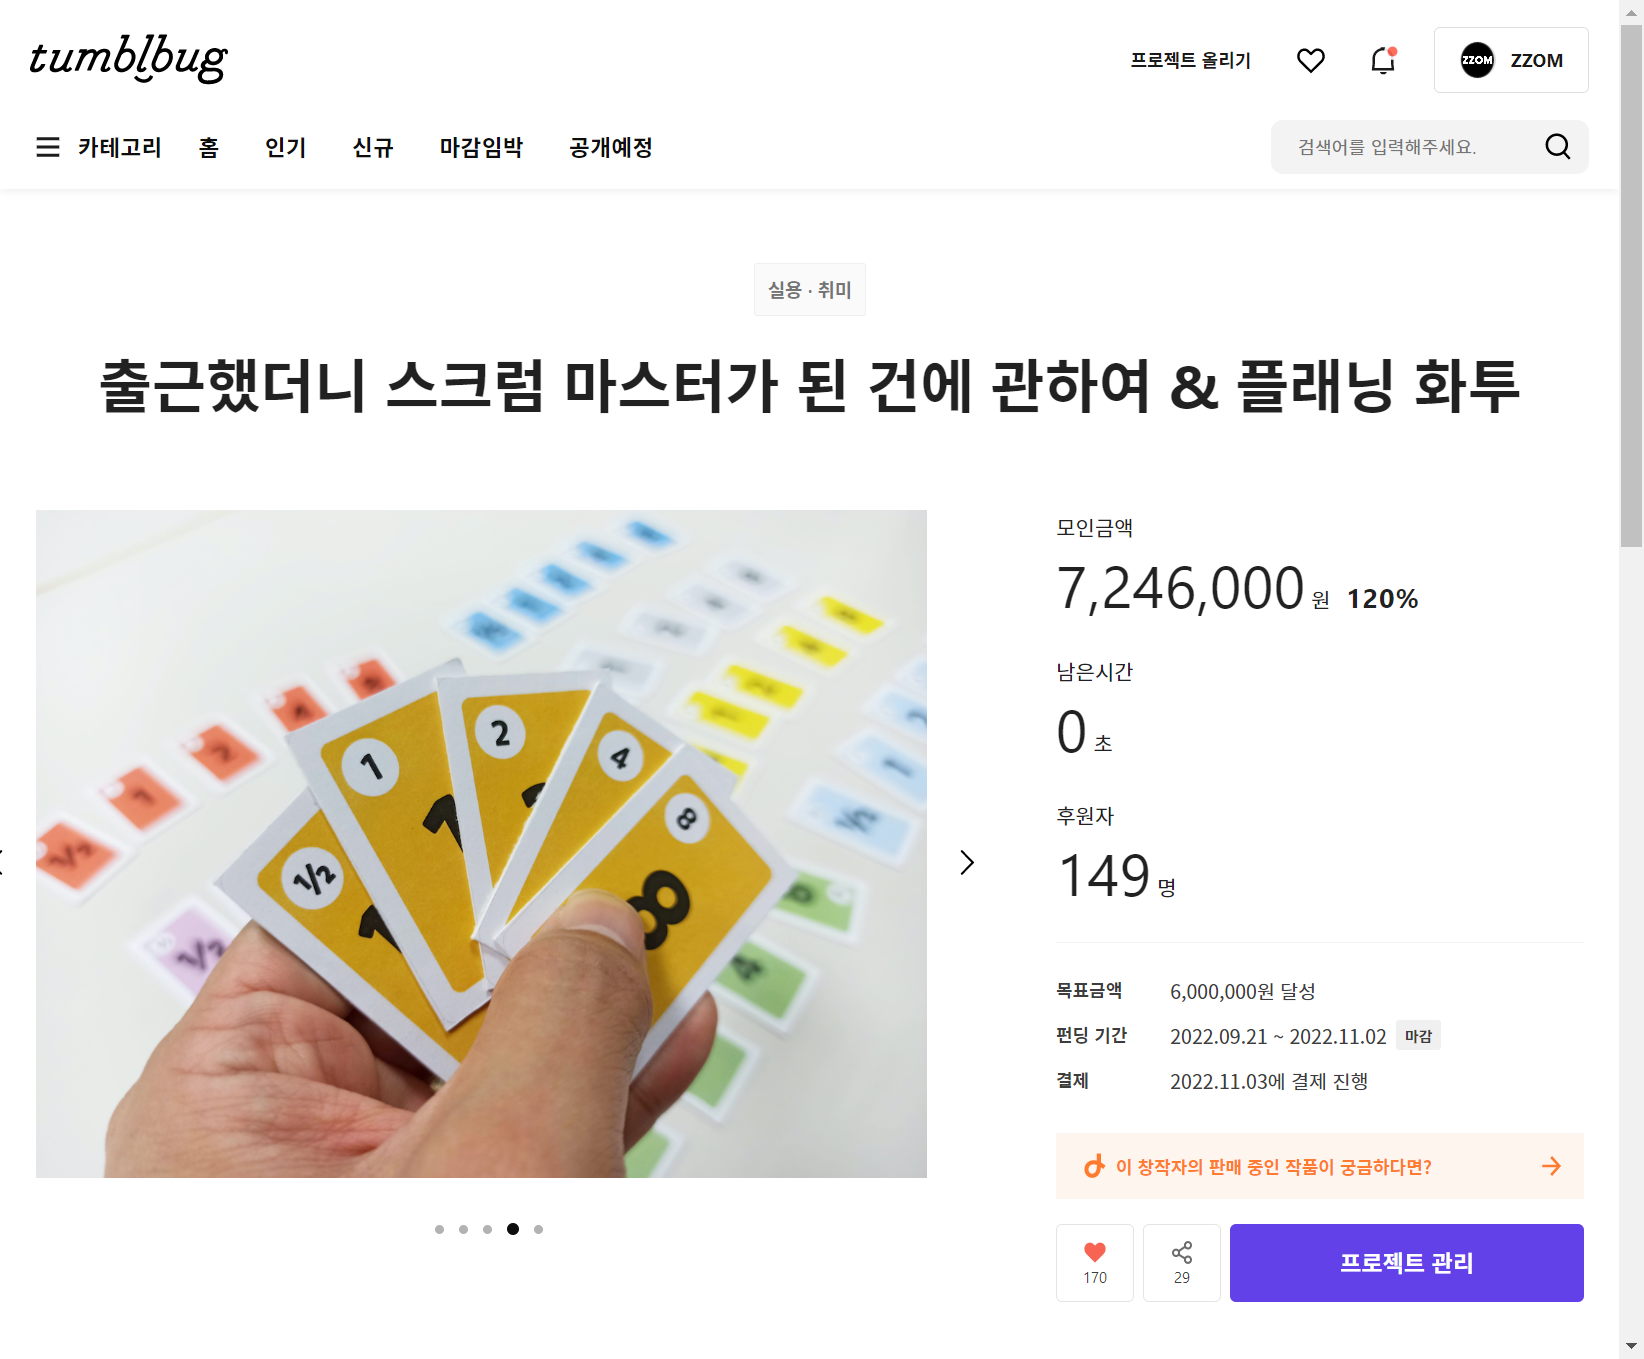 tumblbug
프로젝트 올리기
ZZOM
ZZOM
카테고리 홈 인기 신규 마감임박 공개예정
검색어를 입력해주세요.
실용 · 취미
출근했더니 스크럼 마스터가 된 건에 관하여 & 플래닝 화투
모인금액
7,246,000 원 120%
남은시간
0 초
후원자
149 명
목표금액 6,000,000원 달성
펀딩 기간 2022.09.21 ~ 2022.11.02 마감
결제 2022.11.03에 결제 진행
이 창작자의 판매 중인 작품이 궁금하다면?
170
29
프로젝트 관리
1/2
1
1
1
2
4
8
8